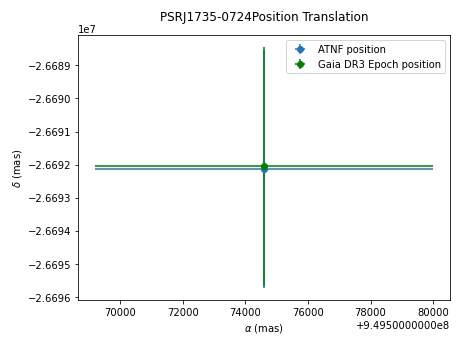 PSRJ1735-0724Position Translation
1e7
ATNF position
Gaia DR3 Epoch position
−2.6689
−2.6690
−2.6691
−2.6692
−2.6693
−2.6694
−2.6695
−2.6696
δ (mas)
70000 72000 74000 76000 78000 80000
+9.4950000000e8
α (mas)